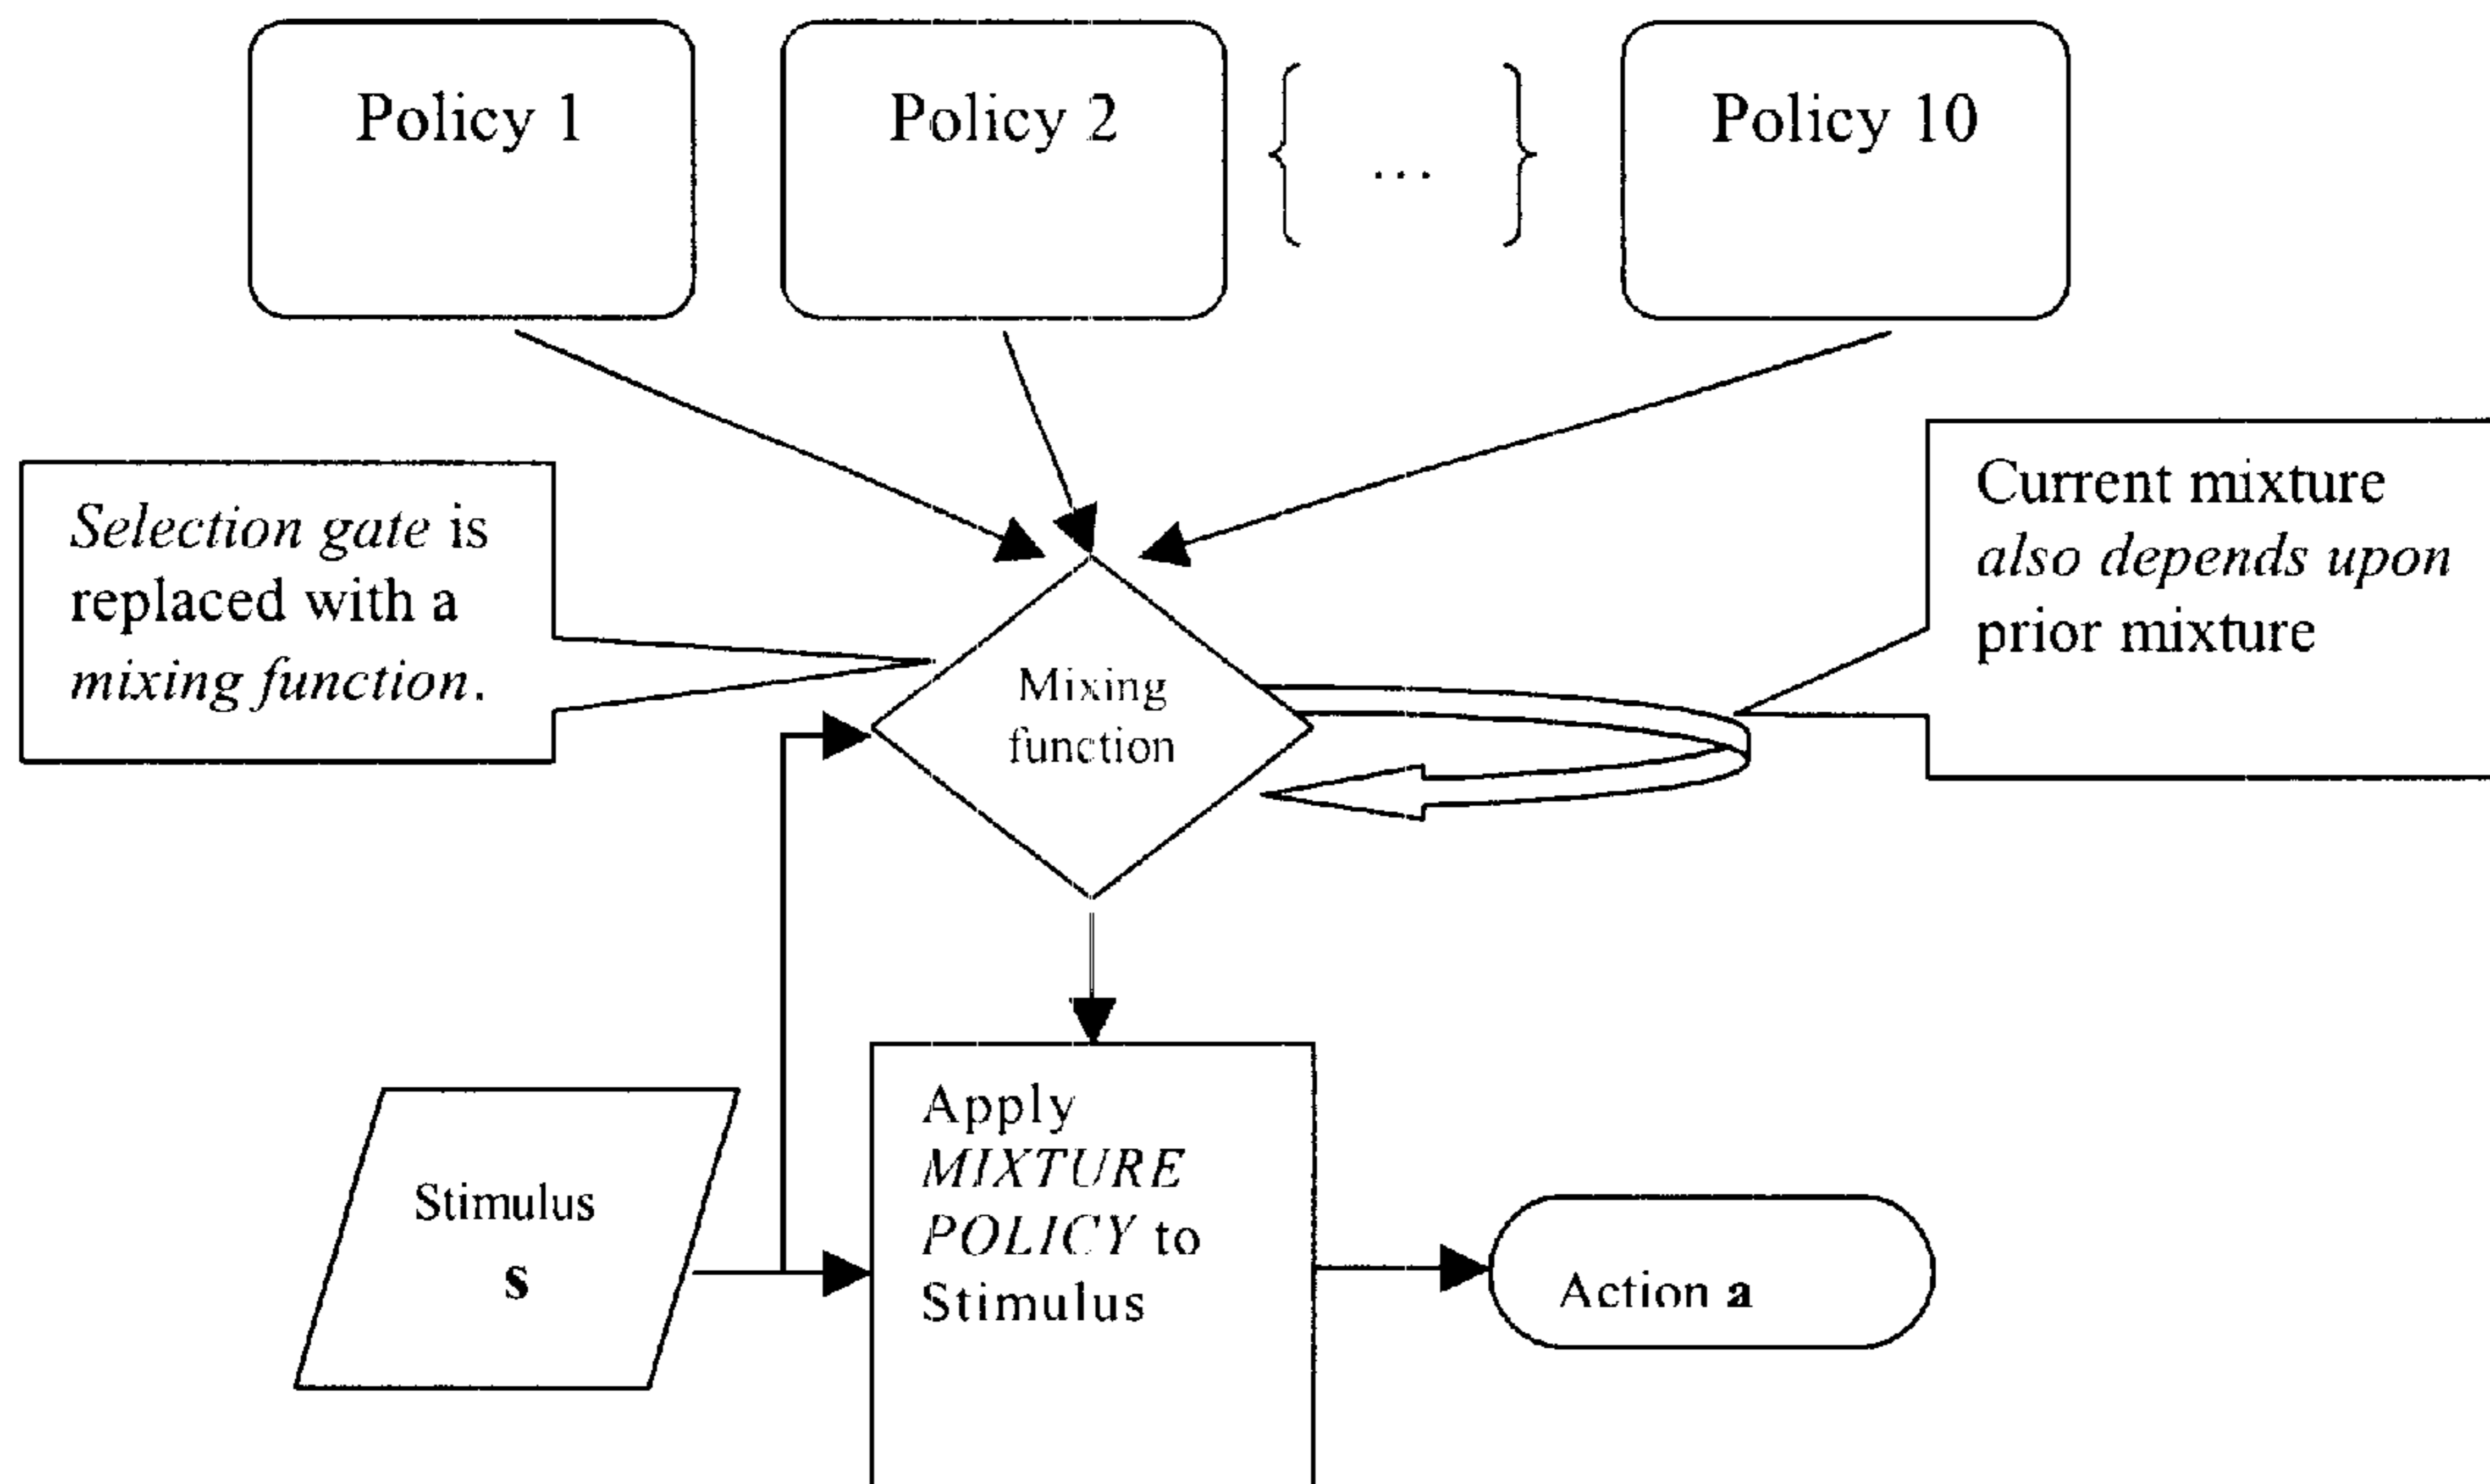 Policy 1
Policy 2
...
Policy 10
Selection gate is
replaced with a
mixing function.
Current mixture
also depends upon
prior mixture
Mixing
function
Apply
MIXTURE
POLICY to
Stimulus
Stimulus
s
Action a